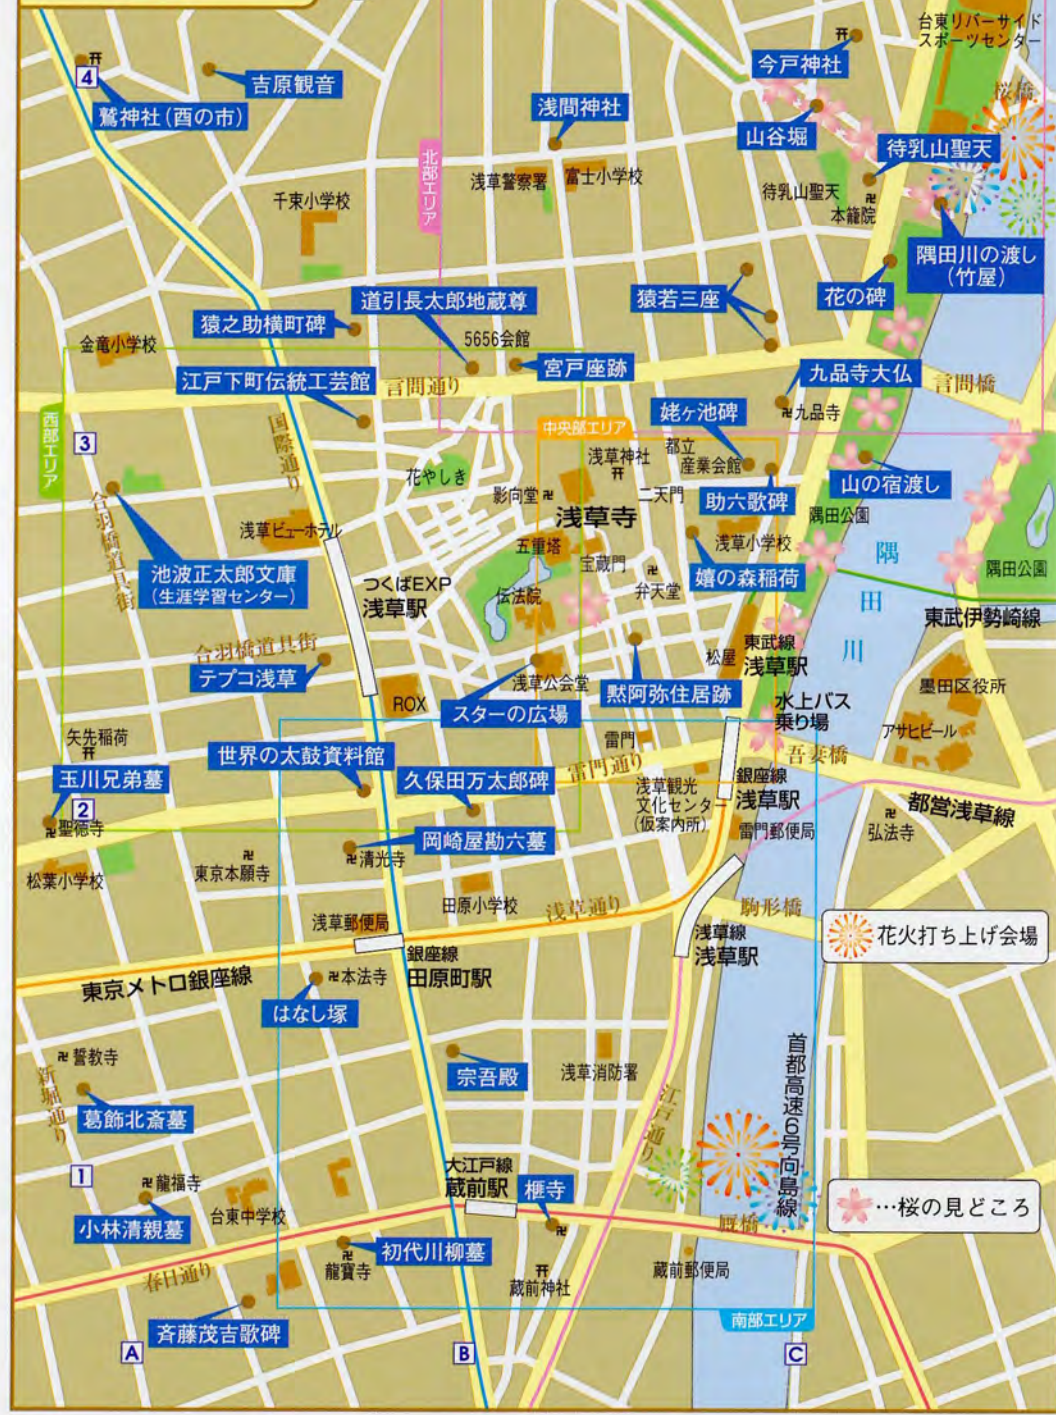 台東リバーサイド
スポーツセンター
今戸神社
4
吉原観音
桜橋
鷲神社(酉の市)
浅間神社
山谷堀
待乳山聖天
北部エリア
浅草警察署
富士小学校
千束小学校
待乳山聖天
本龍院
隅田川の渡し
(竹屋)
道引長太郎地蔵尊
猿若三座
花の碑
猿之助横町碑
5656会館
金竜小学校
宮戸座跡
九品寺大仏
江戸下町伝統工芸館
言問通り
言問橋
姥ヶ池碑
九品寺
西部エリア
3
国際通り
中央部エリア
都立
産業会館
浅草神社
花やしき
影向堂
二天門
山の宿渡し
助六歌碑
合羽橋道具街
浅草寺
隅田公園
浅草ビューホテル
浅草小学校
五重塔
宝蔵門
隅田川
隅田公園
池波正太郎文庫
(生涯学習センター)
つくばEXP
浅草駅
弁天堂
嬉の森稲荷
伝法院
東武伊勢崎線
合羽橋道具街
テプコ浅草
松屋
東武線
浅草駅
浅草公会堂
黙阿弥住居跡
墨田区役所
ROX
スターの広場
水上バス
乗り場
アサヒビール
矢先稲荷
雷門
世界の太鼓資料館
雷門通り
吾妻橋
玉川兄弟墓
久保田万太郎碑
浅草観光
文化センター
(仮案内所)
銀座線
浅草駅
都営浅草線
2
聖徳寺
岡崎屋勘六墓
雷門郵便局
弘法寺
清光寺
東京本願寺
松葉小学校
田原小学校
浅草通り
駒形橋
浅草郵便局
花火打ち上げ会場
浅草線
浅草駅
銀座線
田原町駅
東京メトロ銀座線
本法寺
はなし塚
首都高速6号向島線
誓教寺
新堀通り
宗吾殿
浅草消防署
葛飾北斎墓
江戸通り
1
大江戸線
蔵前駅
榧寺
龍福寺
…桜の見どころ
小林清親墓
台東中学校
厩橋
初代川柳墓
龍寶寺
春日通り
蔵前神社
蔵前郵便局
斉藤茂吉歌碑
南部エリア
A
B
C